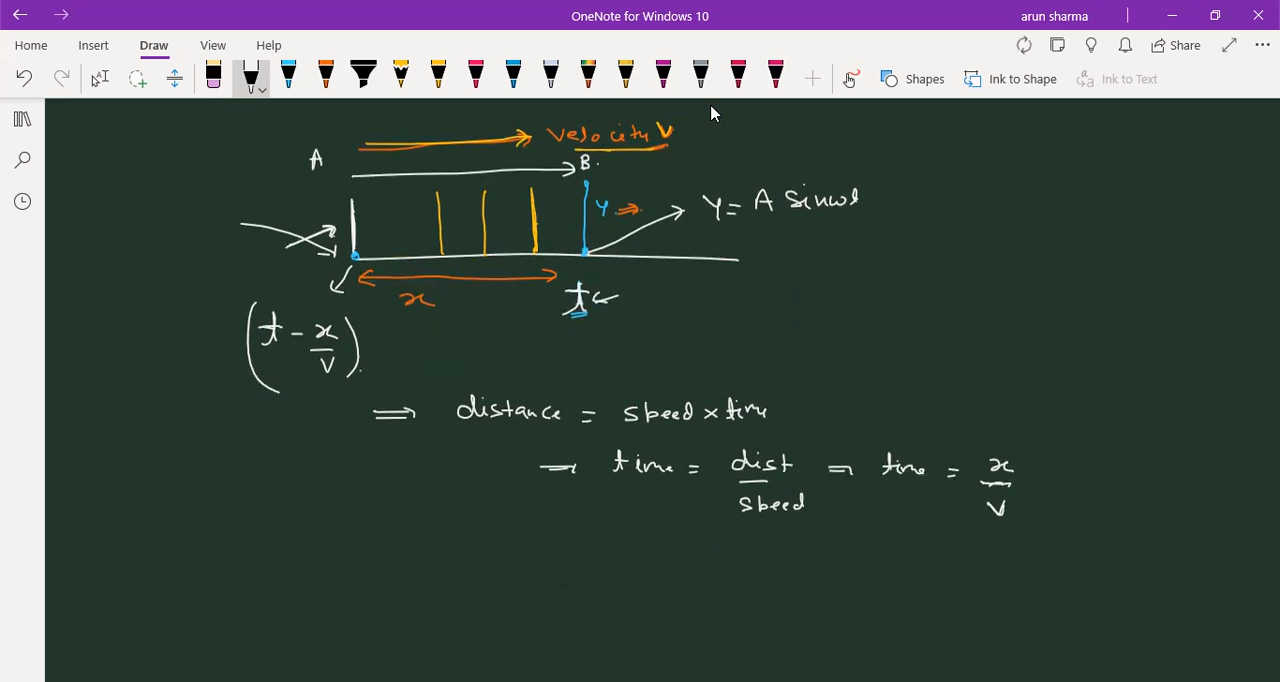 OneNote for Windows 10
arun sharma
Home Insert Draw View Help
Share
Shapes
Ink to Shape
Ink to Text
Velocity V
A
B.
y
Y = A Sinwt
x
t
(t - x/V)
⟹ distance = speed × time
⟹ time = dist/speed ⟹ time = x/V